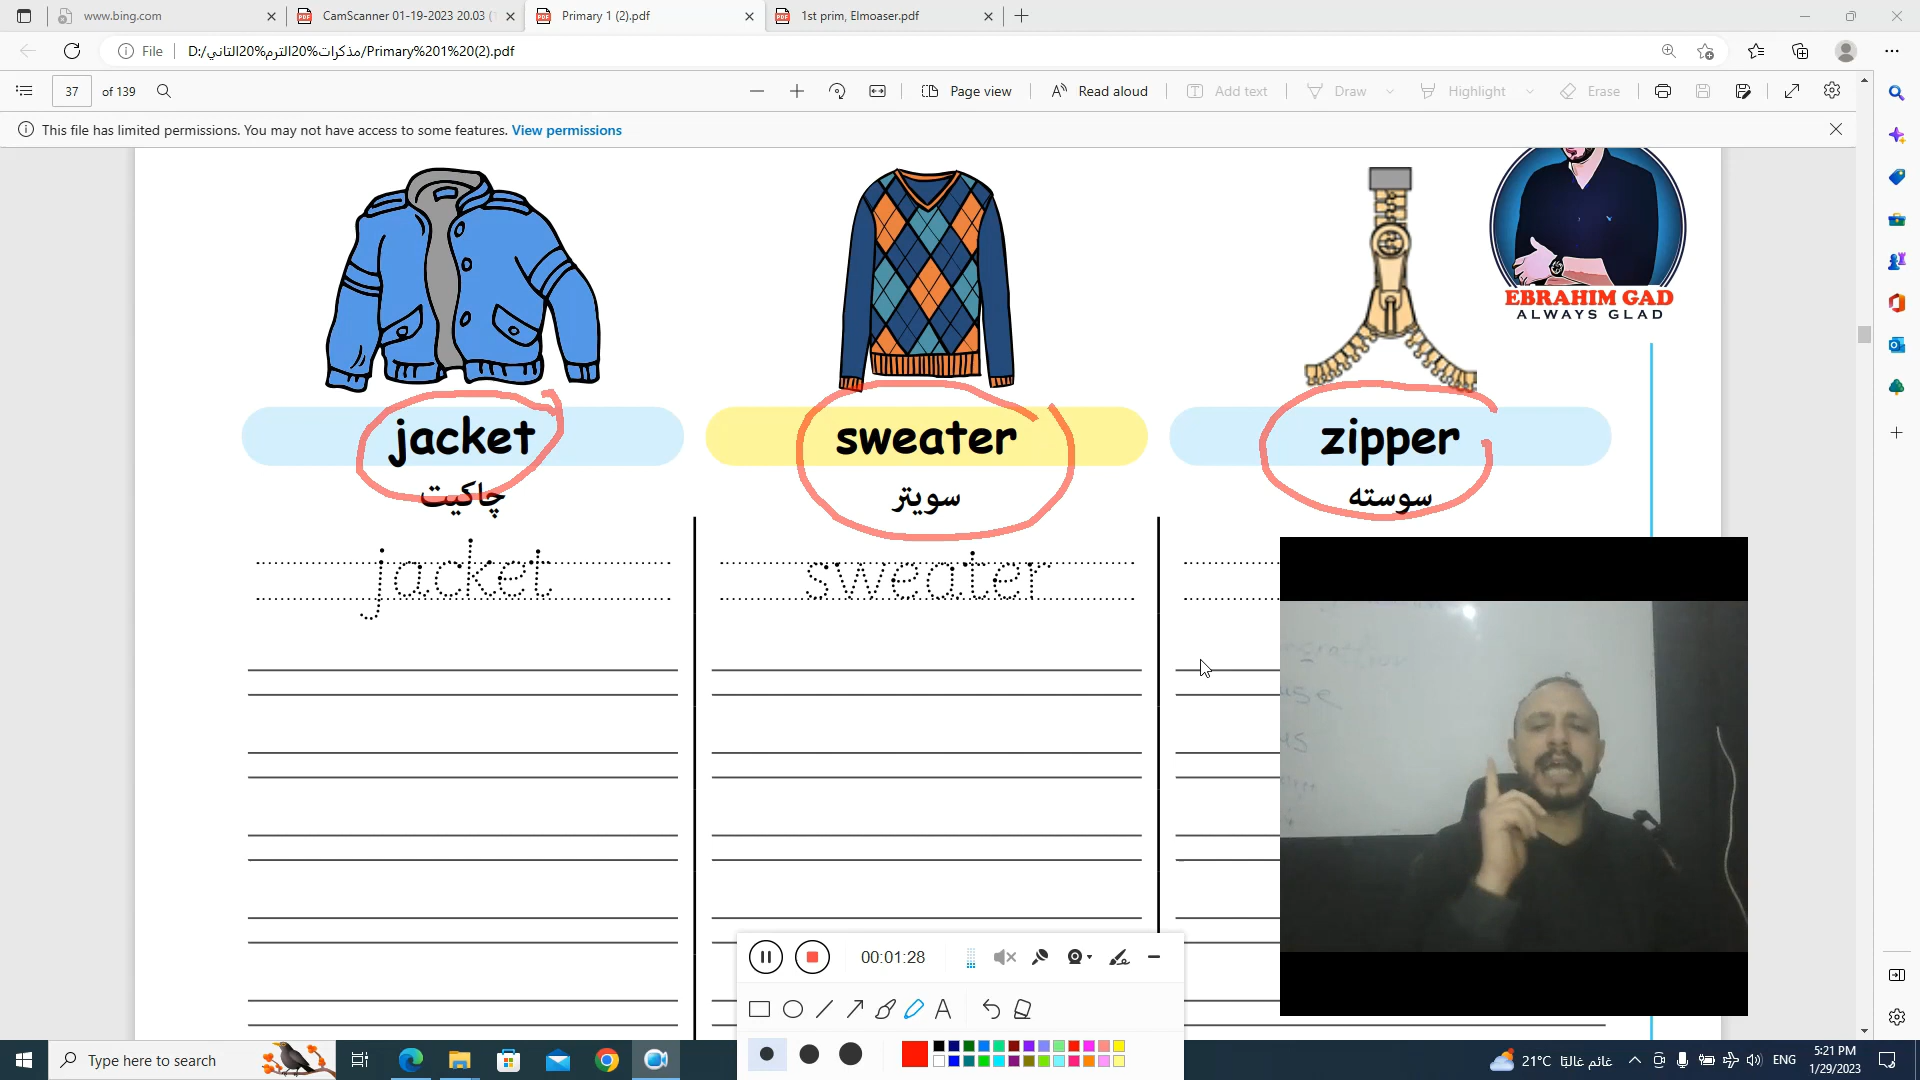 www.bing.com
CamScanner 01-19-2023 20.03 (
Primary 1 (2).pdf
1st prim, Elmoaser.pdf
File
D:/مذكرات%20الترم%20التاني/Primary%201%20(2).pdf
37 of 139
Page view
Read aloud
Add text
Draw
Highlight
Erase
This file has limited permissions. You may not have access to some features. View permissions
EBRAHIM GAD
ALWAYS GLAD
jacket
sweater
zipper
چاكيت
سويتر
سوسته
jacket
sweater
00:01:28
A
Type here to search
21°C غائم غالبًا
ENG
5:21 PM
1/29/2023